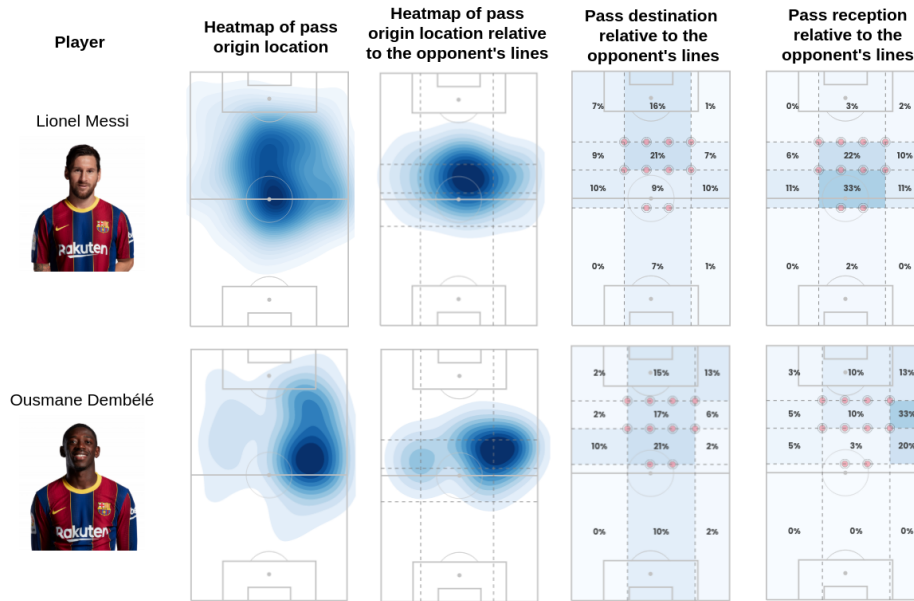 Player
Heatmap of pass
origin location
Heatmap of pass
origin location relative
to the opponent's lines
Pass destination
relative to the
opponent's lines
Pass reception
relative to the
opponent's lines
Lionel Messi
Rakuten
7% 16% 1%
9% 21% 7%
10% 9% 10%
0% 7% 1%
0% 3% 2%
6% 22% 10%
11% 33% 11%
0% 2% 0%
Ousmane Dembélé
Rakuten
2% 15% 13%
2% 17% 6%
10% 21% 2%
0% 10% 2%
3% 10% 13%
5% 10% 33%
5% 3% 20%
0% 0% 0%